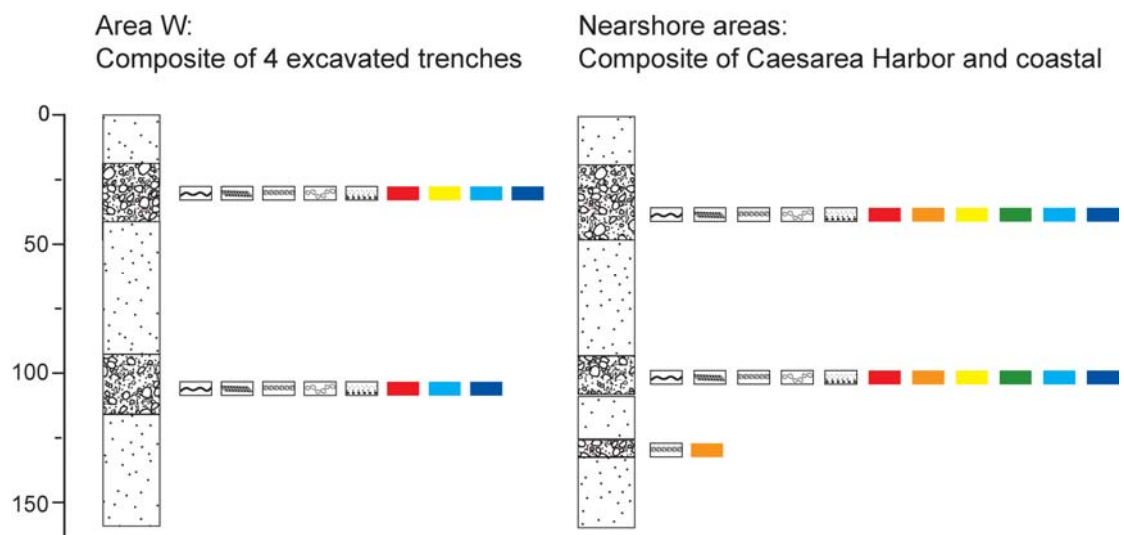 Area W:
Composite of 4 excavated trenches
Nearshore areas:
Composite of Caesarea Harbor and coastal
0
50
100
150